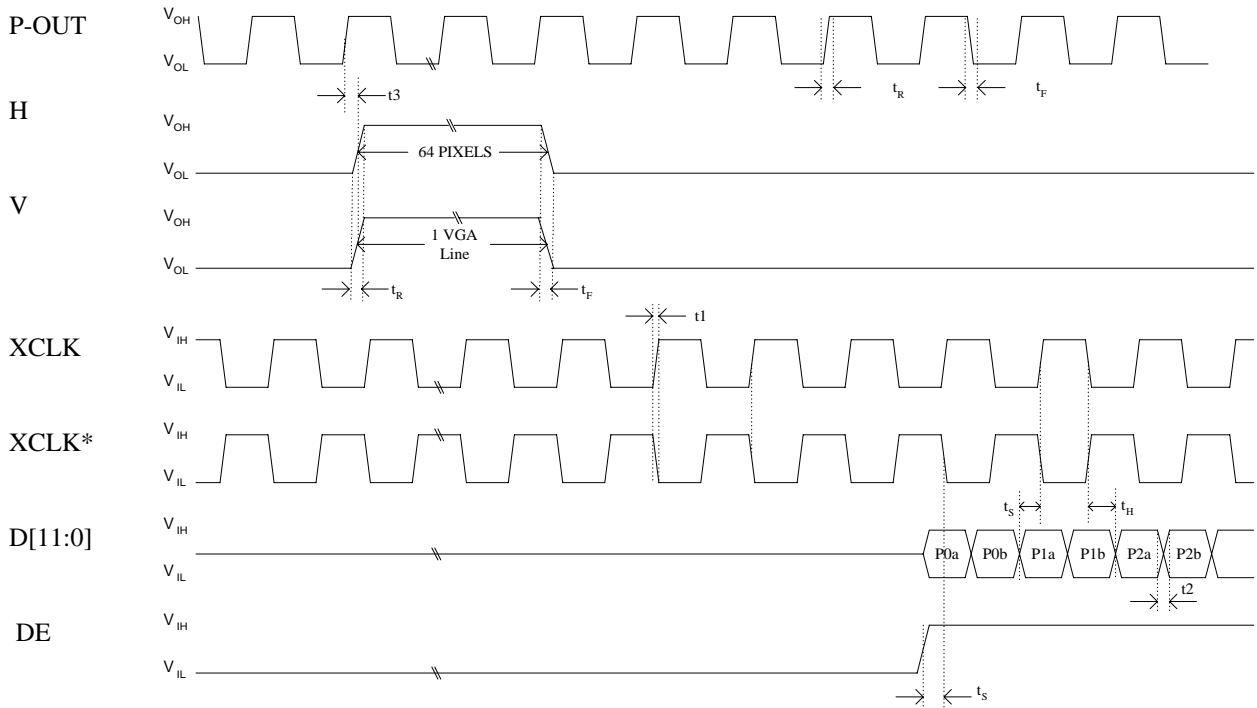 P-OUT
VOH
VOL
t3
tR
tF
H
VOH
VOL
64 PIXELS
V
VOH
VOL
1 VGA
Line
tR
tF
t1
XCLK
VIH
VIL
XCLK*
VIH
VIL
tS
tH
D[11:0]
VIH
VIL
P0a
P0b
P1a
P1b
P2a
P2b
t2
DE
VIH
VIL
tS